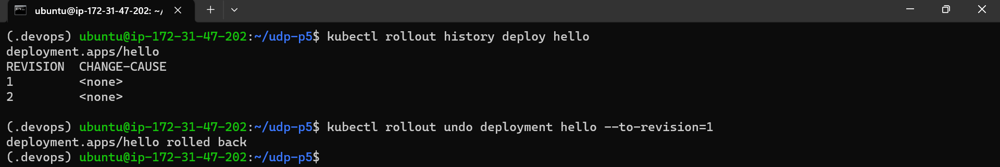 ubuntu@ip-172-31-47-202: ~/
(.devops) ubuntu@ip-172-31-47-202:~/udp-p5$ kubectl rollout history deploy hello
deployment.apps/hello
REVISION  CHANGE-CAUSE
1         <none>
2         <none>
(.devops) ubuntu@ip-172-31-47-202:~/udp-p5$ kubectl rollout undo deployment hello --to-revision=1
deployment.apps/hello rolled back
(.devops) ubuntu@ip-172-31-47-202:~/udp-p5$